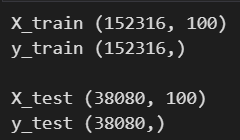 X_train (152316, 100)
y_train (152316,)
X_test (38080, 100)
y_test (38080,)